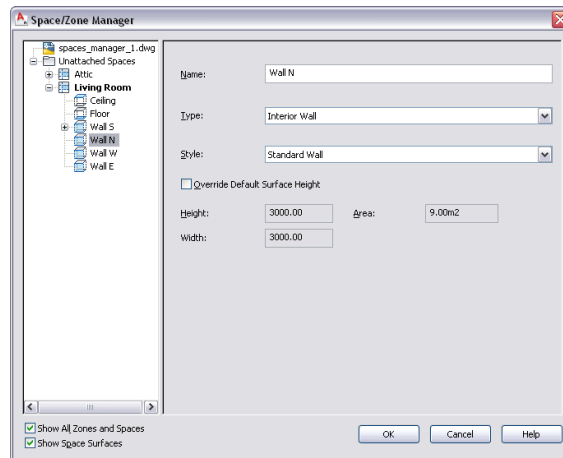 Space/Zone Manager
spaces_manager_1.dwg
Unattached Spaces
Attic
Living Room
Ceiling
Floor
Wall S
Wall N
Wall W
Wall E
Name: Wall N
Type: Interior Wall
Style: Standard Wall
Override Default Surface Height
Height: 3000.00 Area: 9.00m2
Width: 3000.00
Show All Zones and Spaces
Show Space Surfaces
OK Cancel Help